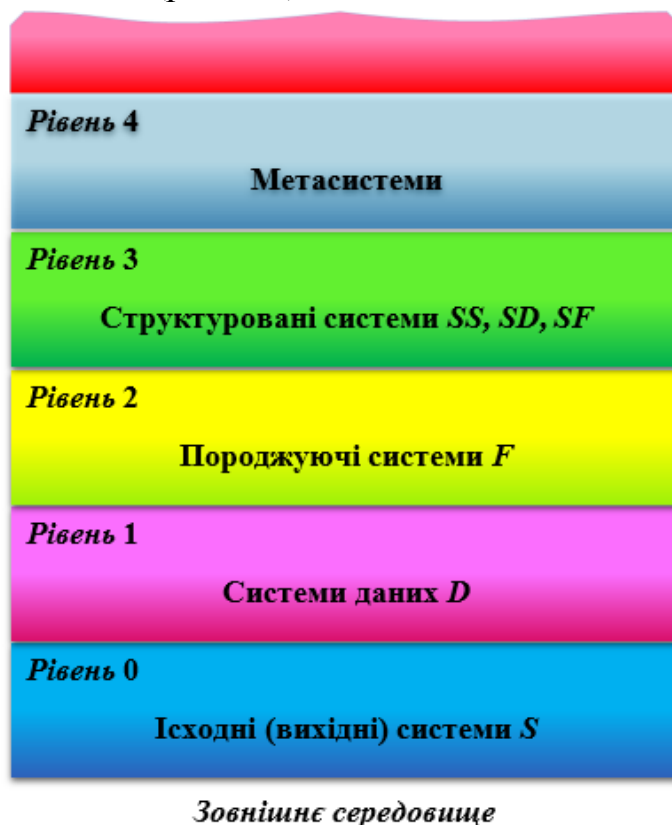 Рівень 4
Метасистеми
Рівень 3
Структуровані системи SS, SD, SF
Рівень 2
Породжуючі системи F
Рівень 1
Системи даних D
Рівень 0
Ісходні (вихідні) системи S
Зовнішнє середовище